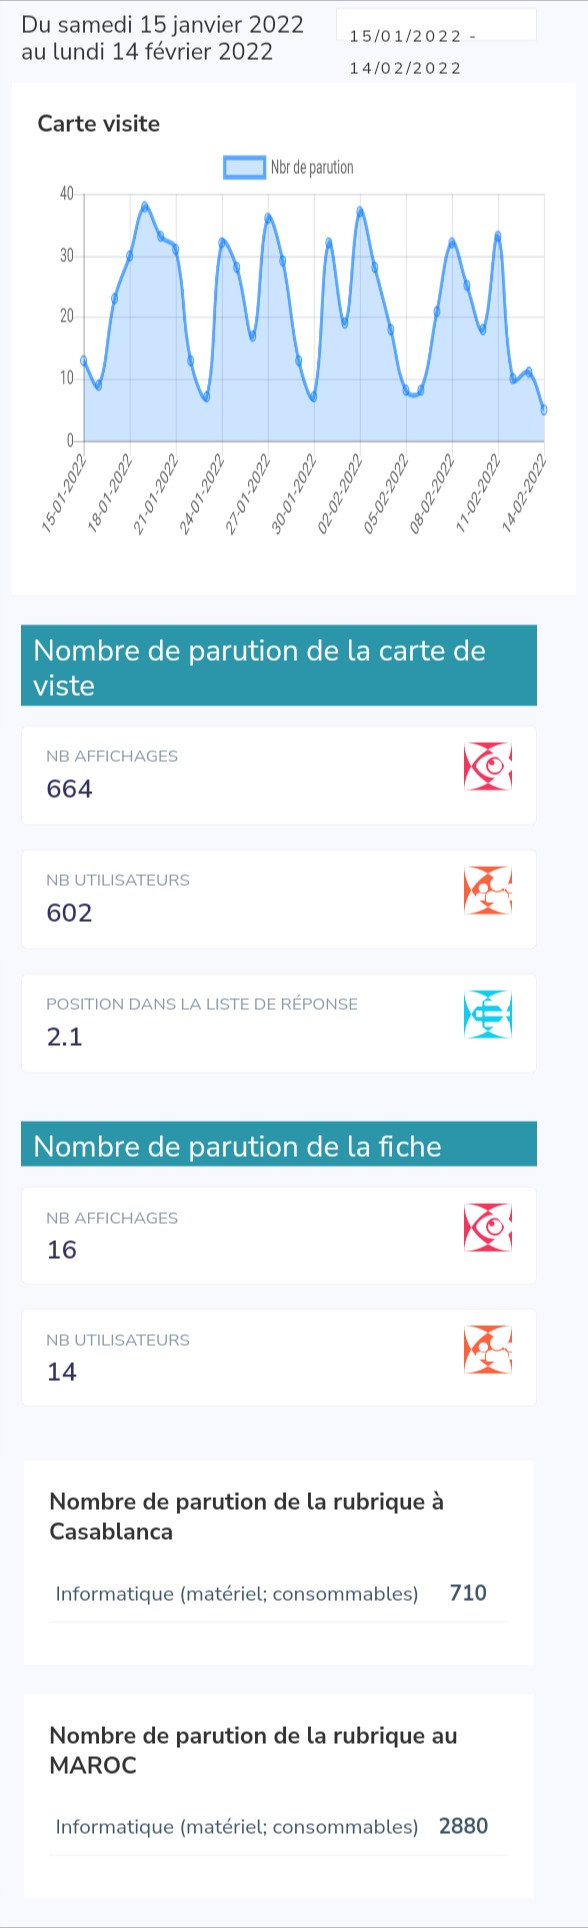 Du samedi 15 janvier 2022
au lundi 14 février 2022
15/01/2022 -
14/02/2022
Carte visite
Nbr de parution
40
30
20
10
0
15-01-2022
18-01-2022
21-01-2022
24-01-2022
27-01-2022
30-01-2022
02-02-2022
05-02-2022
08-02-2022
11-02-2022
14-02-2022
Nombre de parution de la carte de
viste
NB AFFICHAGES
664
NB UTILISATEURS
602
POSITION DANS LA LISTE DE RÉPONSE
2.1
Nombre de parution de la fiche
NB AFFICHAGES
16
NB UTILISATEURS
14
Nombre de parution de la rubrique à
Casablanca
Informatique (matériel; consommables) 710
Nombre de parution de la rubrique au
MAROC
Informatique (matériel; consommables) 2880